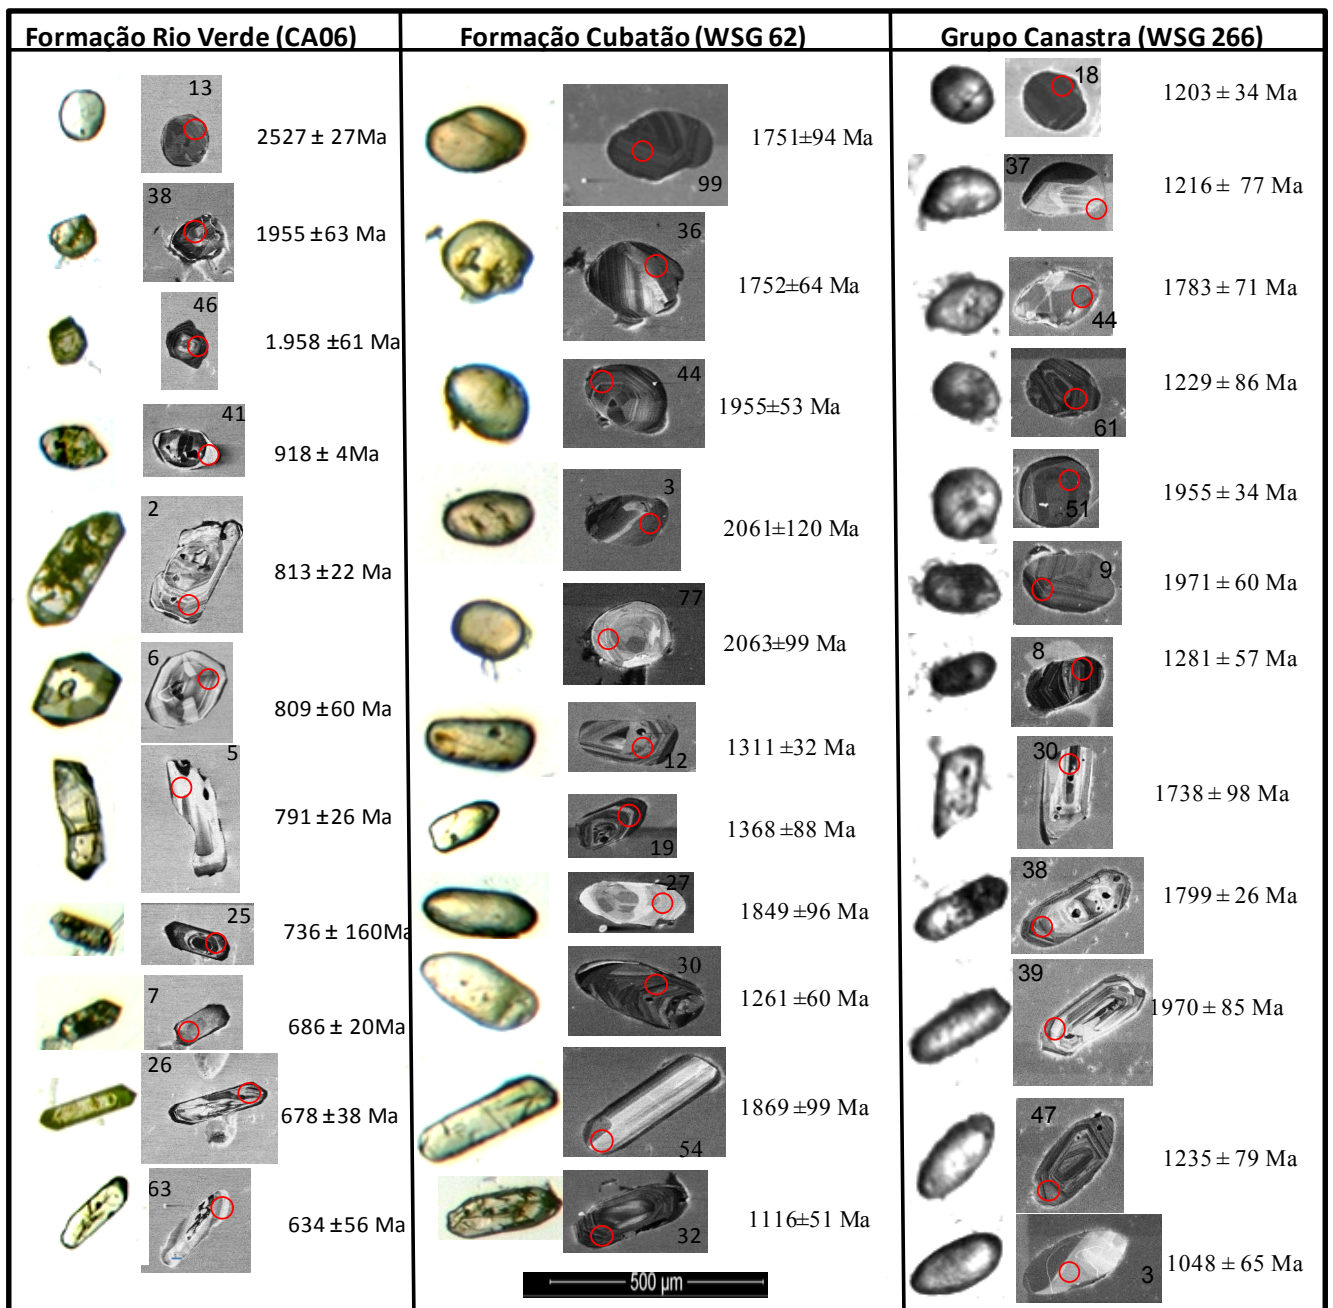 Formação Rio Verde (CA06)
13
2527 ± 27Ma
38
1955 ±63 Ma
46
1.958 ±61 Ma
41
918 ± 4Ma
2
813 ±22 Ma
6
809 ±60 Ma
5
791 ±26 Ma
25
736 ± 160Ma
7
686 ± 20Ma
26
678 ±38 Ma
63
634 ±56 Ma
Formação Cubatão (WSG 62)
1751±94 Ma
99
36
1752±64 Ma
44
1955±53 Ma
3
2061±120 Ma
77
2063±99 Ma
1311±32 Ma
12
1368±88 Ma
19
27
1849±96 Ma
30
1261±60 Ma
1869±99 Ma
54
1116±51 Ma
32
500 µm
Grupo Canastra (WSG 266)
18
1203 ± 34 Ma
37
1216 ± 77 Ma
1783 ± 71 Ma
44
1229 ± 86 Ma
61
1955 ± 34 Ma
51
9
1971 ± 60 Ma
8
1281 ± 57 Ma
30
1738 ± 98 Ma
38
1799 ± 26 Ma
39
1970 ± 85 Ma
47
1235 ± 79 Ma
1048 ± 65 Ma
3